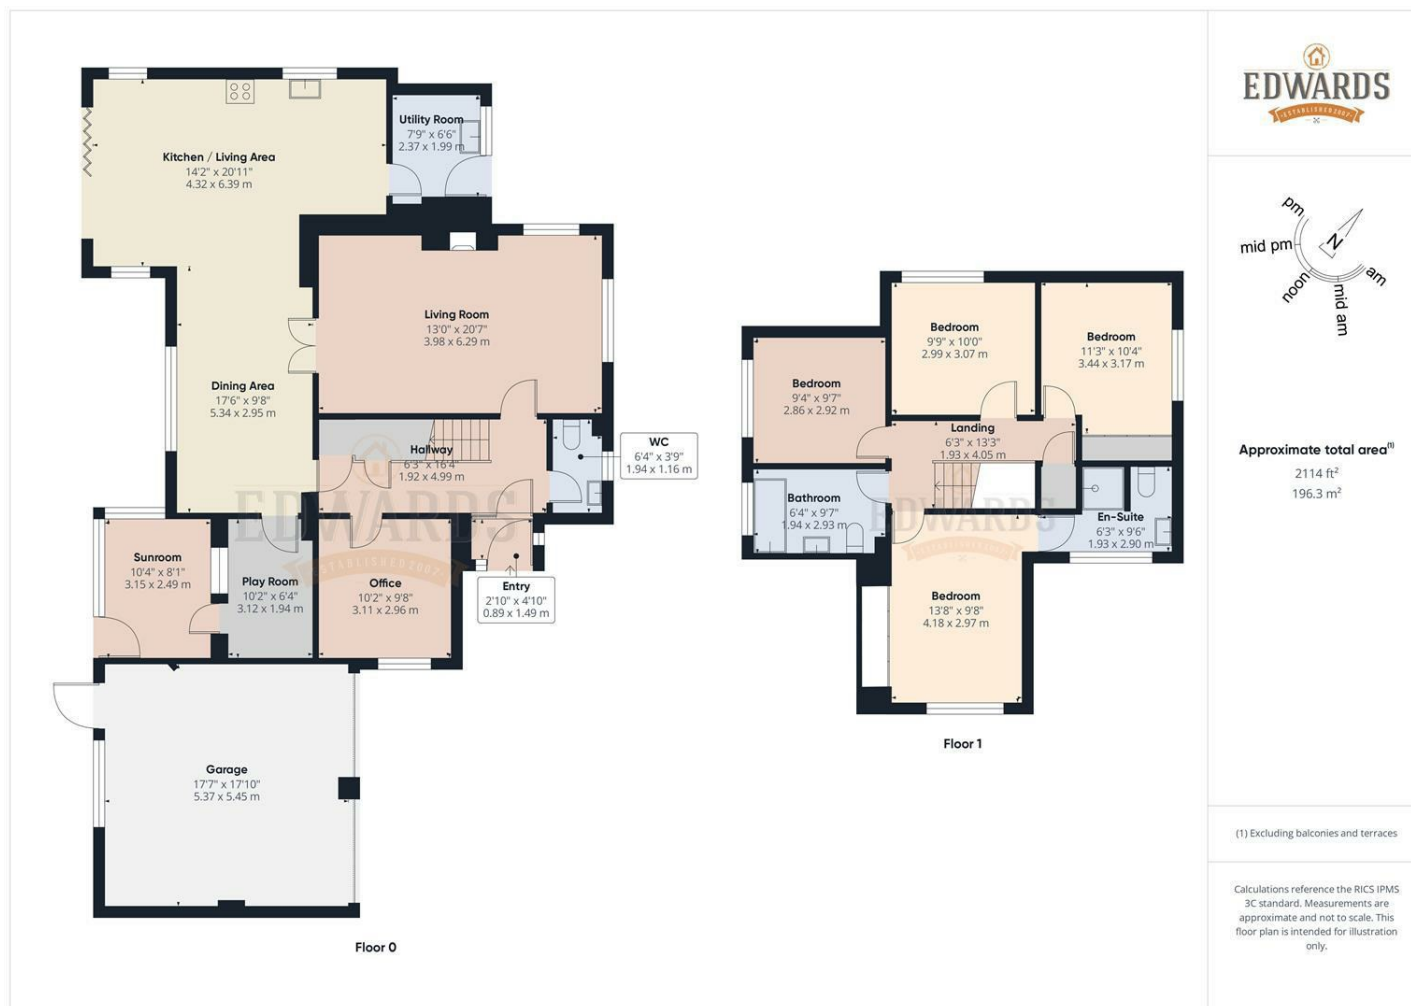 Kitchen / Living Area
14'2" x 20'11"
4.32 x 6.39 m
Utility Room
7'9" x 6'6"
2.37 x 1.99 m
Living Room
13'0" x 20'7"
3.98 x 6.29 m
Dining Area
17'6" x 9'8"
5.34 x 2.95 m
Hallway
6'3" x 16'4"
1.92 x 4.99 m
WC
6'4" x 3'9"
1.94 x 1.16 m
EDWARDS
ESTABLISHED 2007
Sunroom
10'4" x 8'1"
3.15 x 2.49 m
Play Room
10'2" x 6'4"
3.12 x 1.94 m
Office
10'2" x 9'8"
3.11 x 2.96 m
Entry
2'10" x 4'10"
0.89 x 1.49 m
Garage
17'7" x 17'10"
5.37 x 5.45 m
Floor 0
Bedroom
9'4" x 9'7"
2.86 x 2.92 m
Bedroom
9'9" x 10'0"
2.99 x 3.07 m
Bedroom
11'3" x 10'4"
3.44 x 3.17 m
Landing
6'3" x 13'3"
1.93 x 4.05 m
Bathroom
6'4" x 9'7"
1.94 x 2.93 m
EDWARDS
ESTABLISHED 2007
En-Suite
6'3" x 9'6"
1.93 x 2.90 m
Bedroom
13'8" x 9'8"
4.18 x 2.97 m
Floor 1
EDWARDS
ESTABLISHED 2007
pm
mid pm
noon
mid am
am
N
Approximate total area(1)
2114 ft²
196.3 m²
(1) Excluding balconies and terraces
Calculations reference the RICS IPMS
3C standard. Measurements are
approximate and not to scale. This
floor plan is intended for illustration
only.